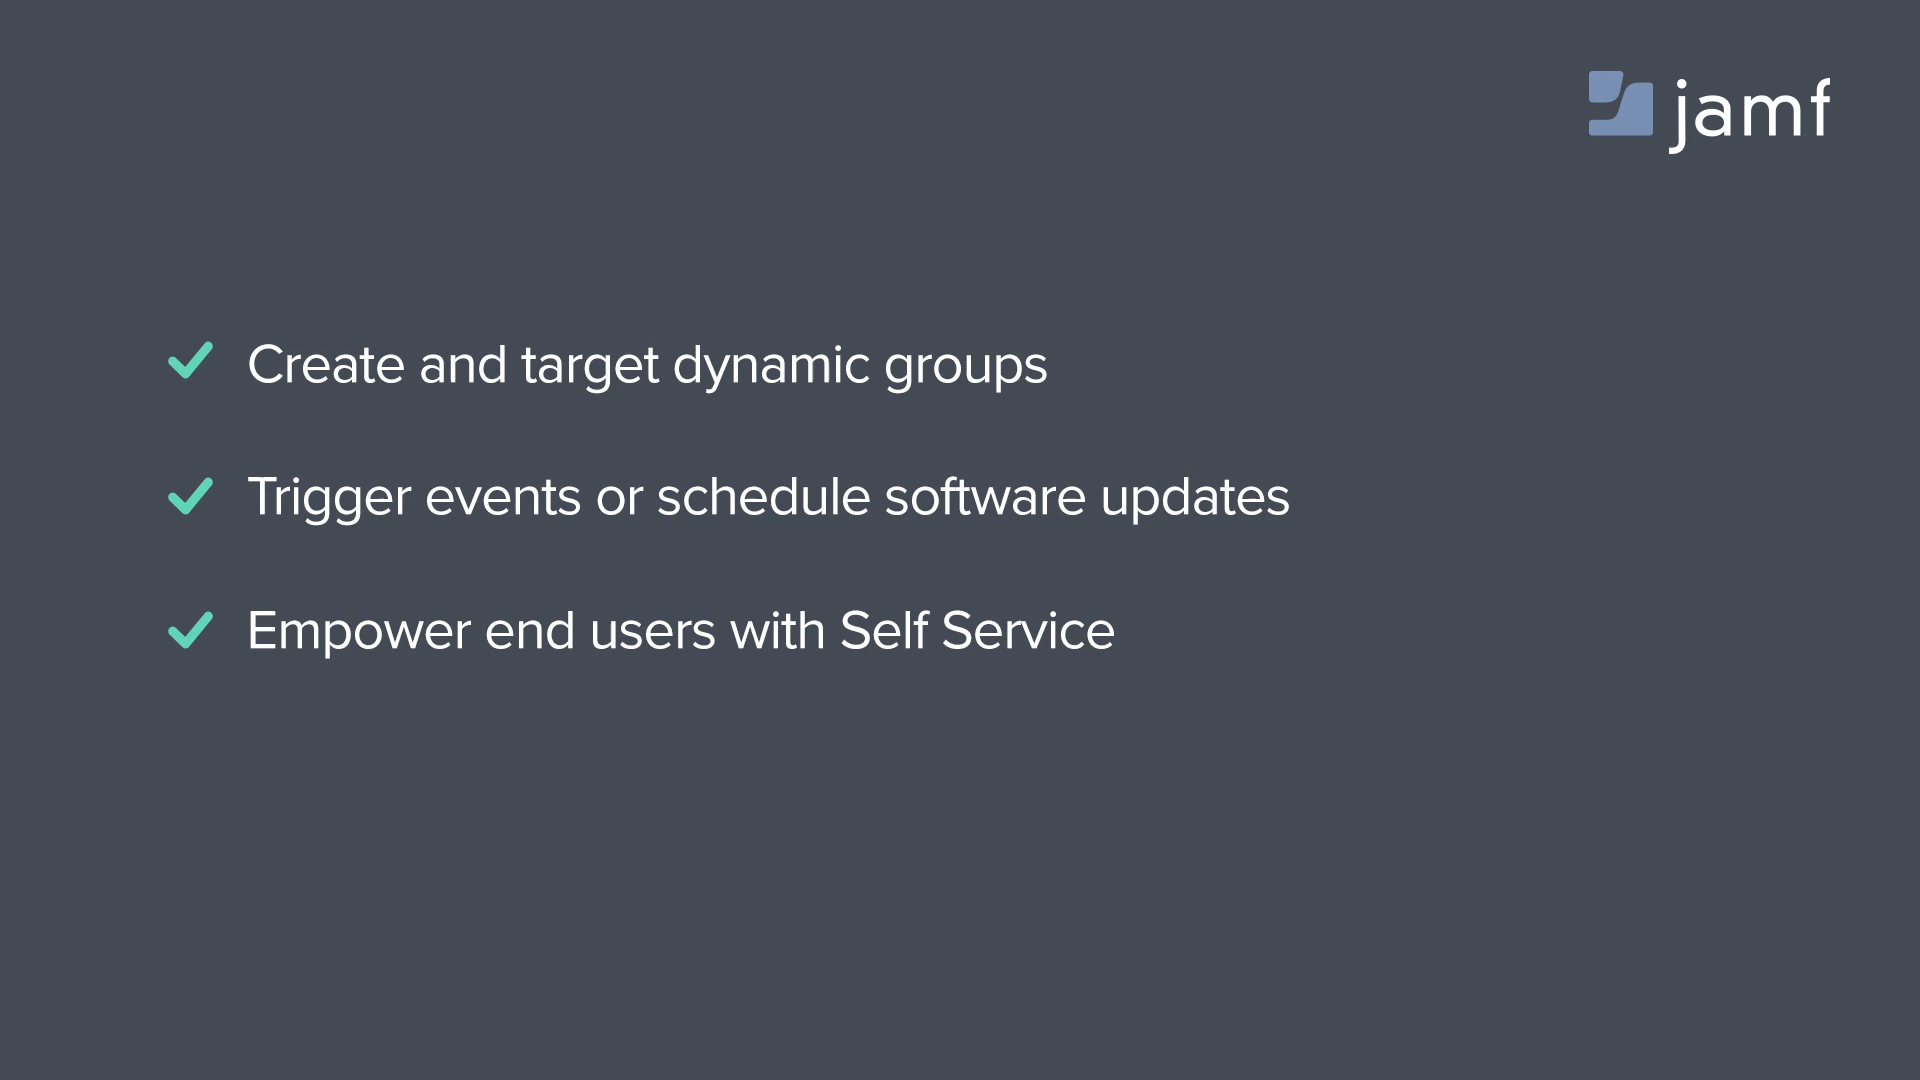 jamf
Create and target dynamic groups
Trigger events or schedule software updates
Empower end users with Self Service